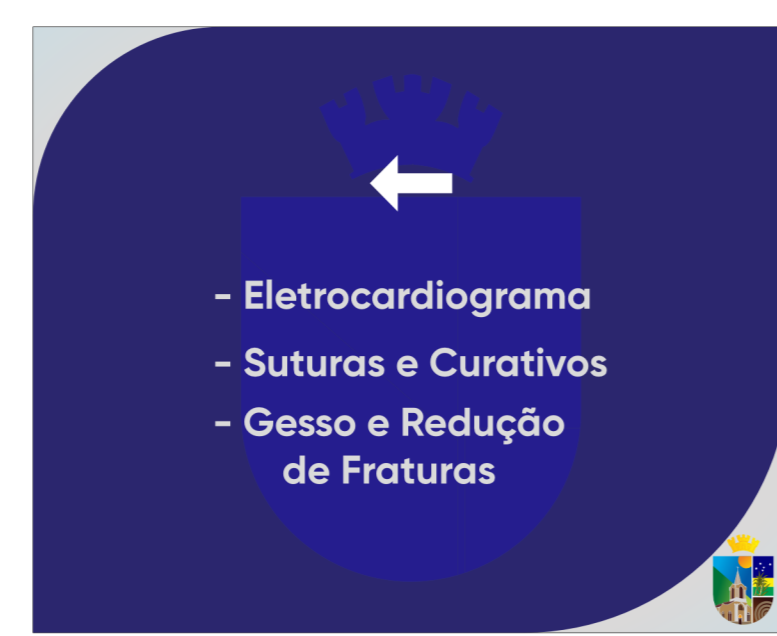 - Eletrocardiograma
- Suturas e Curativos
- Gesso e Redução
de Fraturas